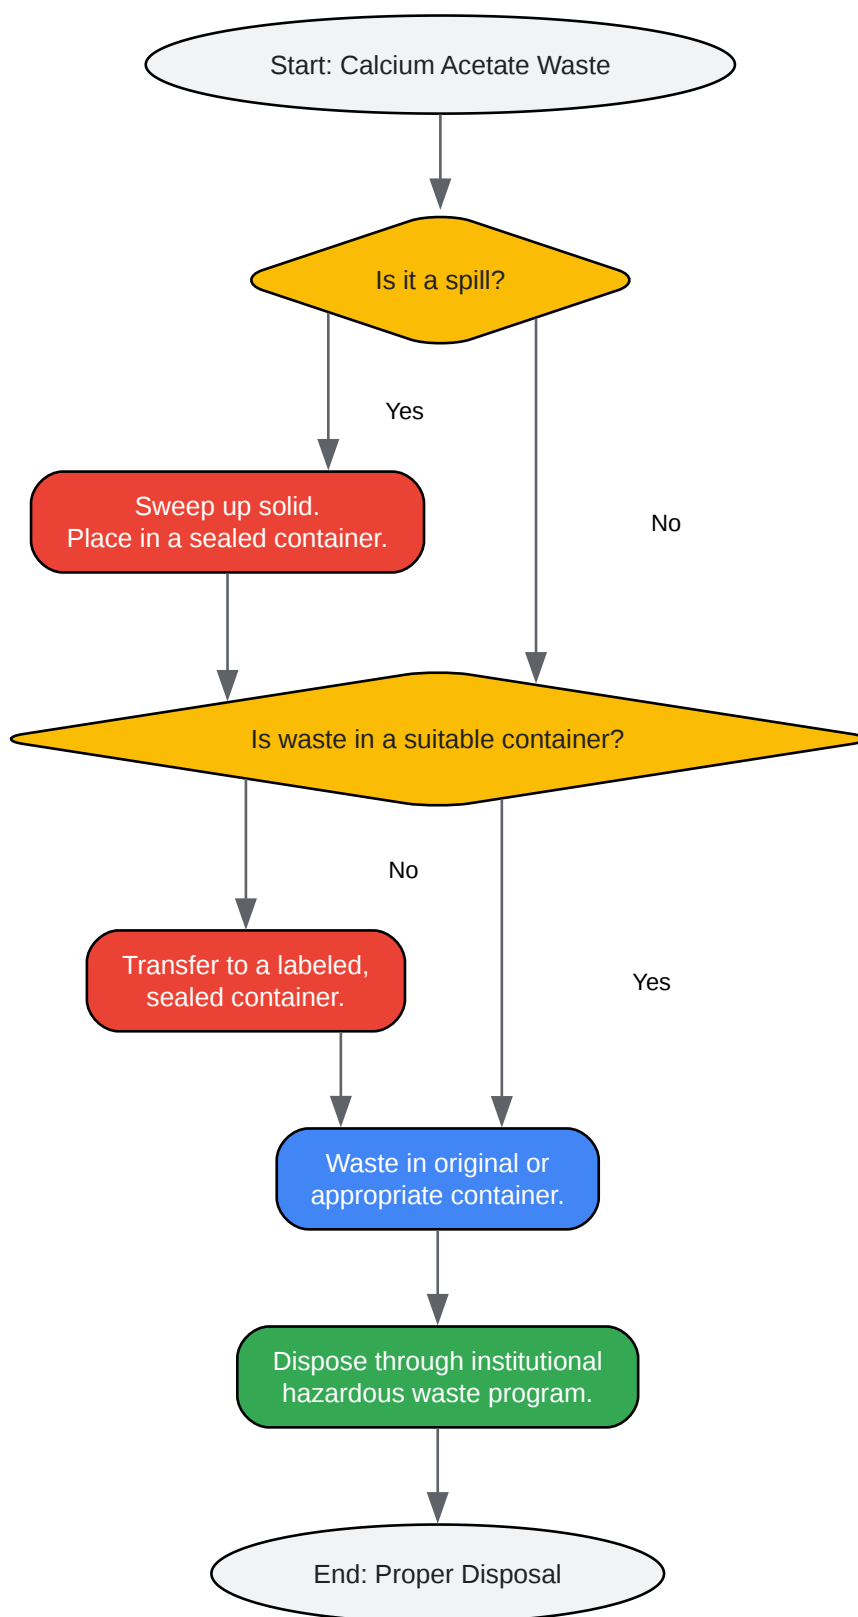 Start: Calcium Acetate Waste
Is it a spill?
Yes
Sweep up solid.
Place in a sealed container.
No
Is waste in a suitable container?
No
Transfer to a labeled,
sealed container.
Yes
Waste in original or
appropriate container.
Dispose through institutional
hazardous waste program.
End: Proper Disposal